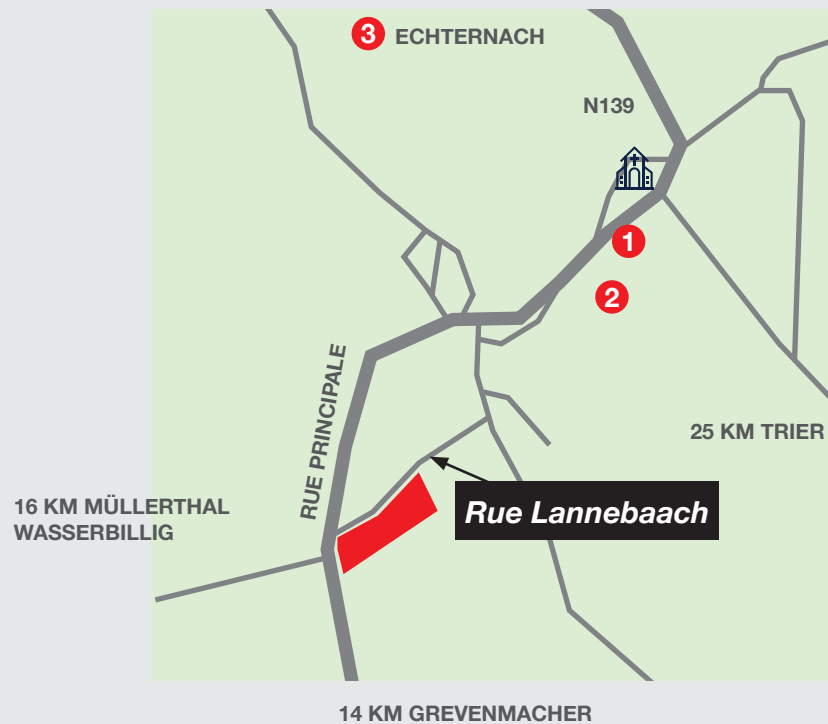 3 ECHTERNACH
N139
1
2
RUE PRINCIPALE
25 KM TRIER
16 KM MÜLLERTHAL
WASSERBILLIG
Rue Lannebaach
14 KM GREVENMACHER